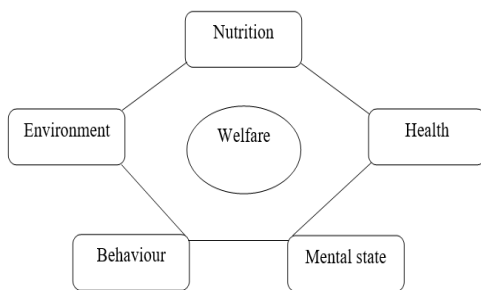 Nutrition
Environment
Welfare
Health
Behaviour
Mental state